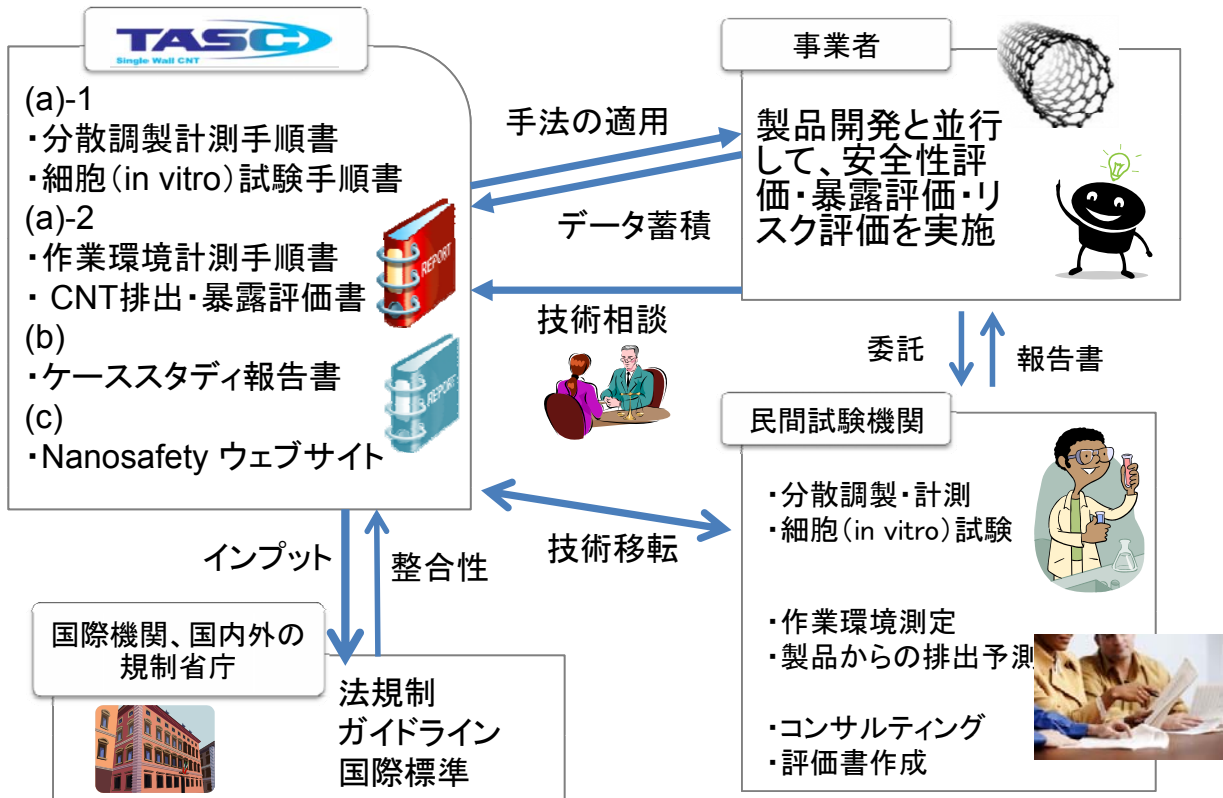 TASC
Single Wall CNT
(a)-1
・分散調製計測手順書
・細胞（in vitro）試験手順書
(a)-2
・作業環境計測手順書
・ CNT排出・暴露評価書
(b)
・ケーススタディ報告書
(c)
・Nanosafety ウェブサイト
REPORT
REPORT
手法の適用
データ蓄積
技術相談
事業者
製品開発と並行
して、安全性評
価・暴露評価・リ
スク評価を実施
委託
報告書
技術移転
民間試験機関
・分散調製・計測
・細胞（in vitro）試験
・作業環境測定
・製品からの排出予測
・コンサルティング
・評価書作成
インプット
整合性
国際機関、国内外の
規制省庁
法規制
ガイドライン
国際標準